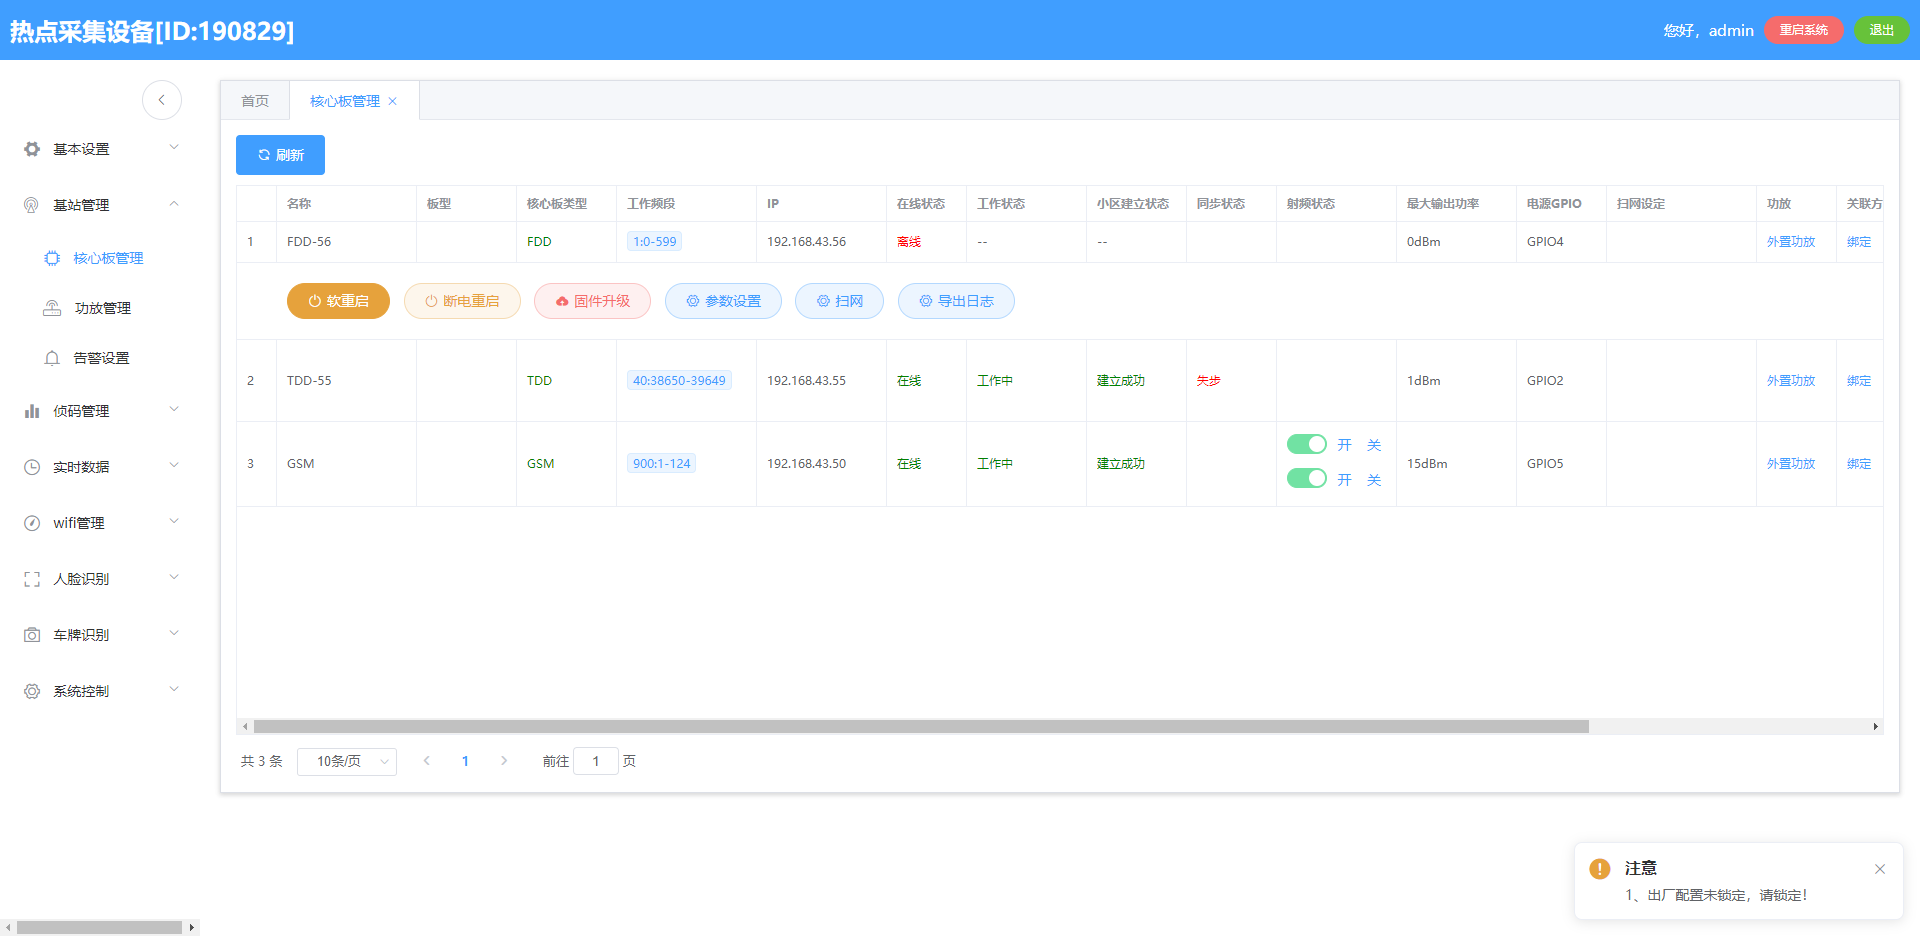 热点采集设备[ID:190829]
您好，admin 重启系统 退出
首页 核心板管理
基本设置
基站管理
核心板管理
功放管理
告警设置
侦码管理
实时数据
wifi管理
人脸识别
车牌识别
系统控制
刷新
名称 板型 核心板类型 工作频段 IP 在线状态 工作状态 小区建立状态 同步状态 射频状态 最大输出功率 电源GPIO 扫网设定 功放 关联方
1 FDD-56 FDD 1:0-599 192.168.43.56 离线 -- -- 0dBm GPIO4 外置功放 绑定
软重启 断电重启 固件升级 参数设置 扫网 导出日志
2 TDD-55 TDD 40:38650-39649 192.168.43.55 在线 工作中 建立成功 失步 1dBm GPIO2 外置功放 绑定
开 关
3 GSM GSM 900:1-124 192.168.43.50 在线 工作中 建立成功 15dBm GPIO5 外置功放 绑定
开 关
共 3 条 10条/页 1 前往 1 页
注意
1、出厂配置未锁定，请锁定！